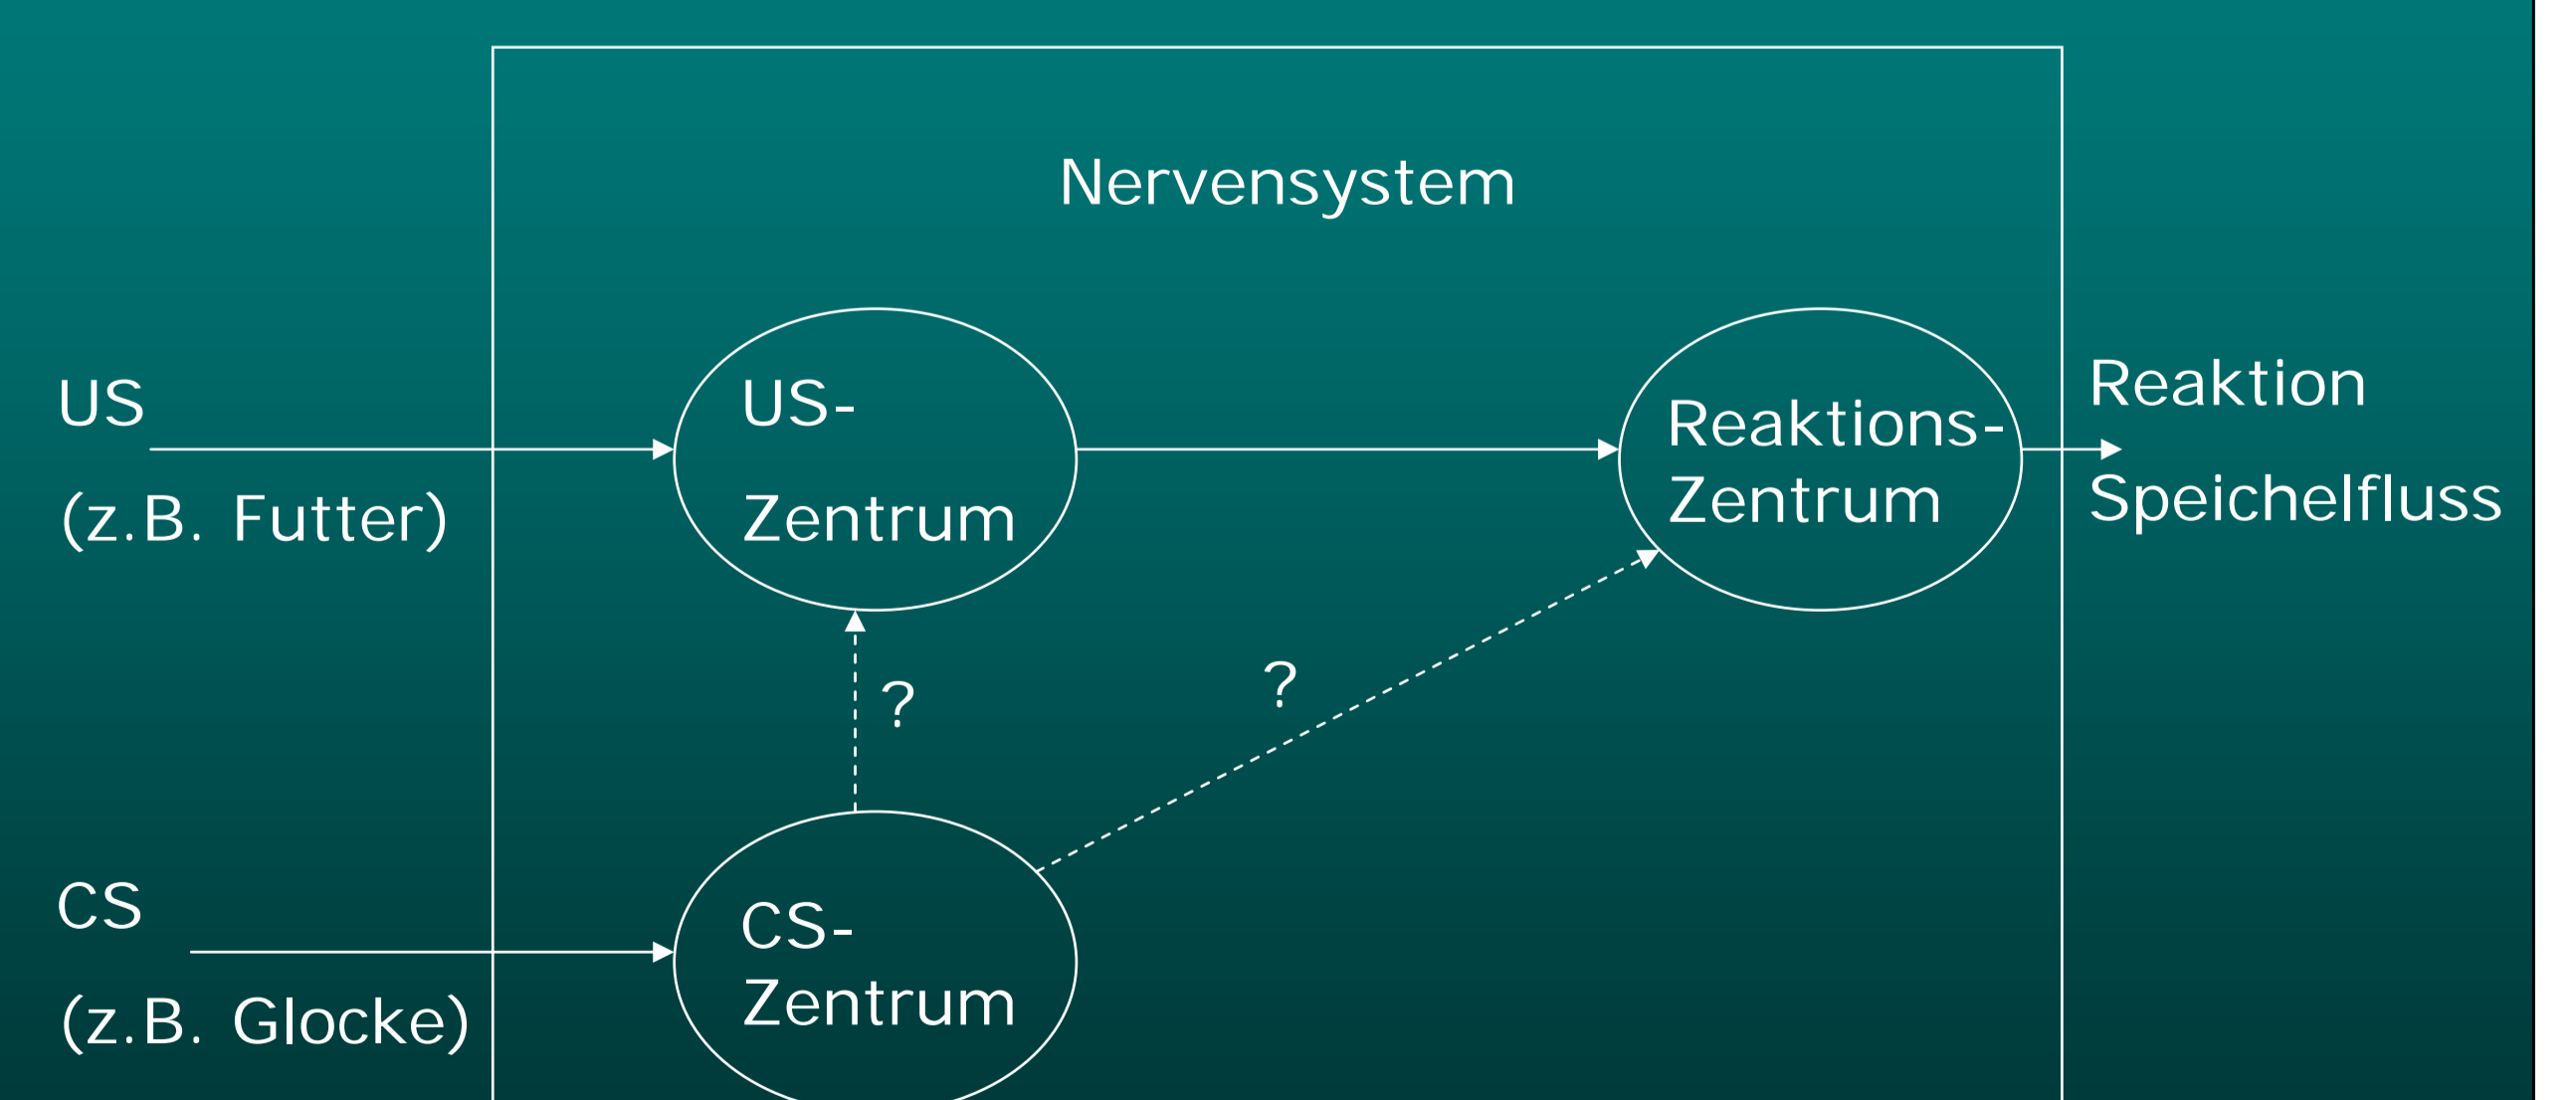 Nervensystem
US
(z.B. Futter)
US-
Zentrum
Reaktions-
Zentrum
Reaktion
Speichelfluss
?
?
CS
(z.B. Glocke)
CS-
Zentrum